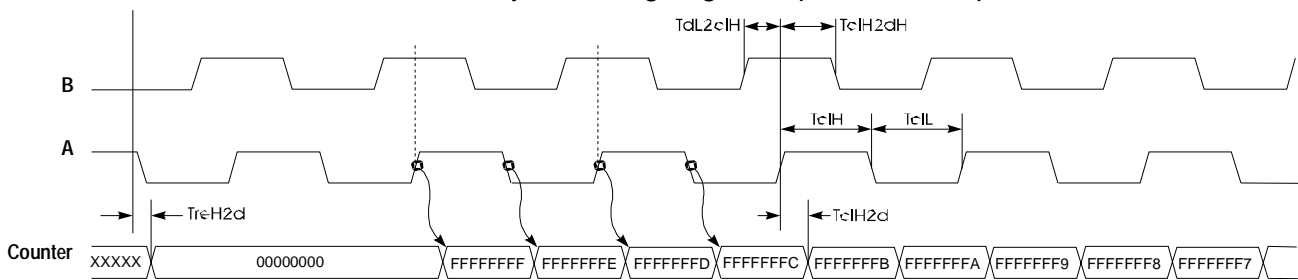 TdL2clH
TclH2dH
B
TclH
TclL
A
TreH2d
TclH2d
Counter
XXXXX 00000000 FFFFFFFF FFFFFFFE FFFFFFFD FFFFFFFC FFFFFFFB FFFFFFFA FFFFFFF9 FFFFFFF8 FFFFFFF7